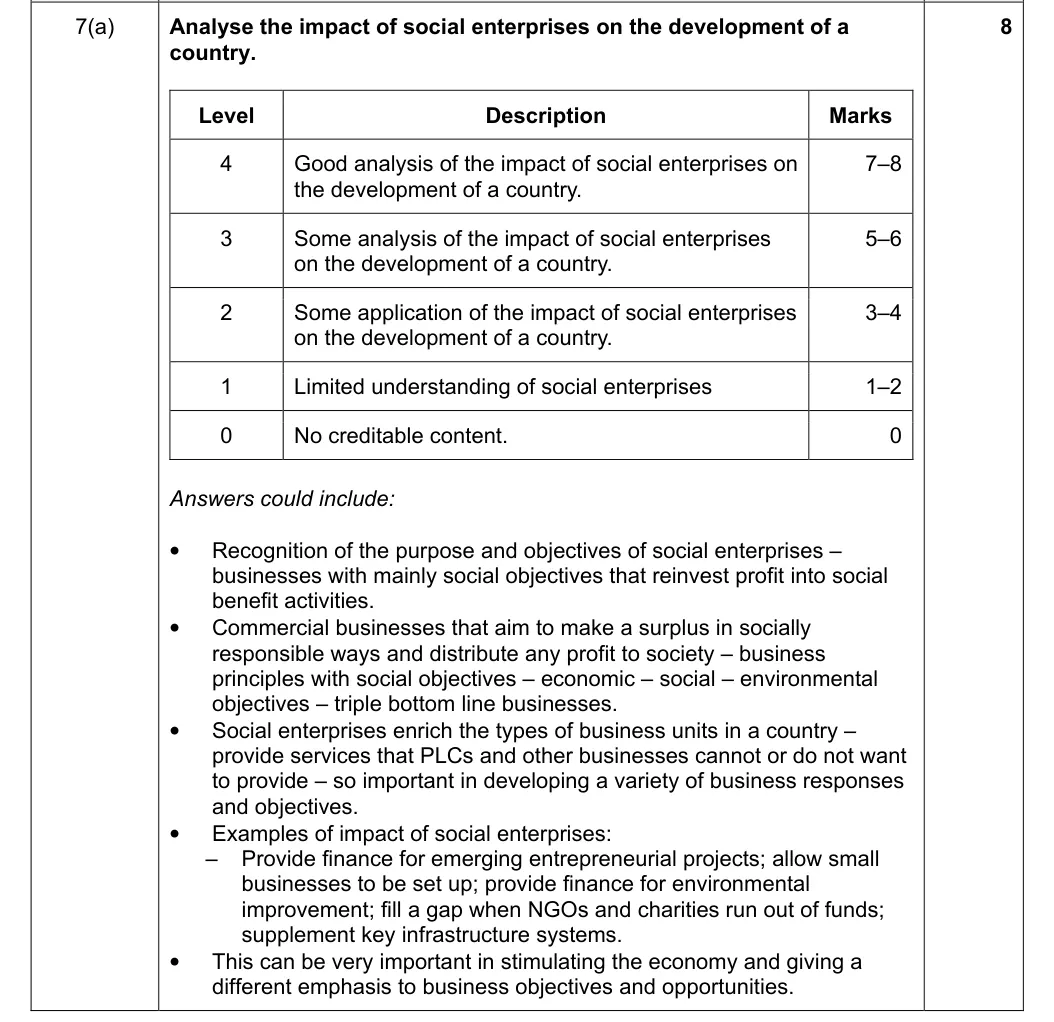 7(a)
Analyse the impact of social enterprises on the development of a
country.
8
Level Description Marks
4 Good analysis of the impact of social enterprises on 7–8
the development of a country.
3 Some analysis of the impact of social enterprises 5–6
on the development of a country.
2 Some application of the impact of social enterprises 3–4
on the development of a country.
1 Limited understanding of social enterprises 1–2
0 No creditable content. 0
Answers could include:
• Recognition of the purpose and objectives of social enterprises –
businesses with mainly social objectives that reinvest profit into social
benefit activities.
• Commercial businesses that aim to make a surplus in socially
responsible ways and distribute any profit to society – business
principles with social objectives – economic – social – environmental
objectives – triple bottom line businesses.
• Social enterprises enrich the types of business units in a country –
provide services that PLCs and other businesses cannot or do not want
to provide – so important in developing a variety of business responses
and objectives.
• Examples of impact of social enterprises:
– Provide finance for emerging entrepreneurial projects; allow small
businesses to be set up; provide finance for environmental
improvement; fill a gap when NGOs and charities run out of funds;
supplement key infrastructure systems.
• This can be very important in stimulating the economy and giving a
different emphasis to business objectives and opportunities.